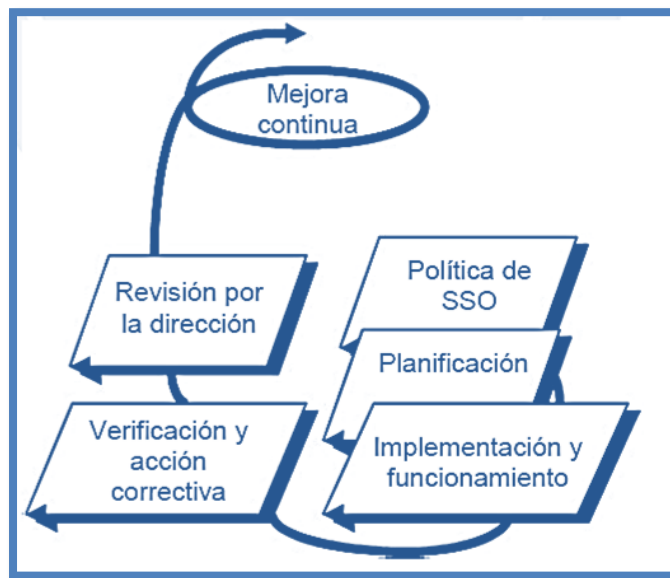 Mejora
continua
Revisión por
la dirección
Política de
SSO
Planificación
Verificación y
acción
correctiva
Implementación y
funcionamiento